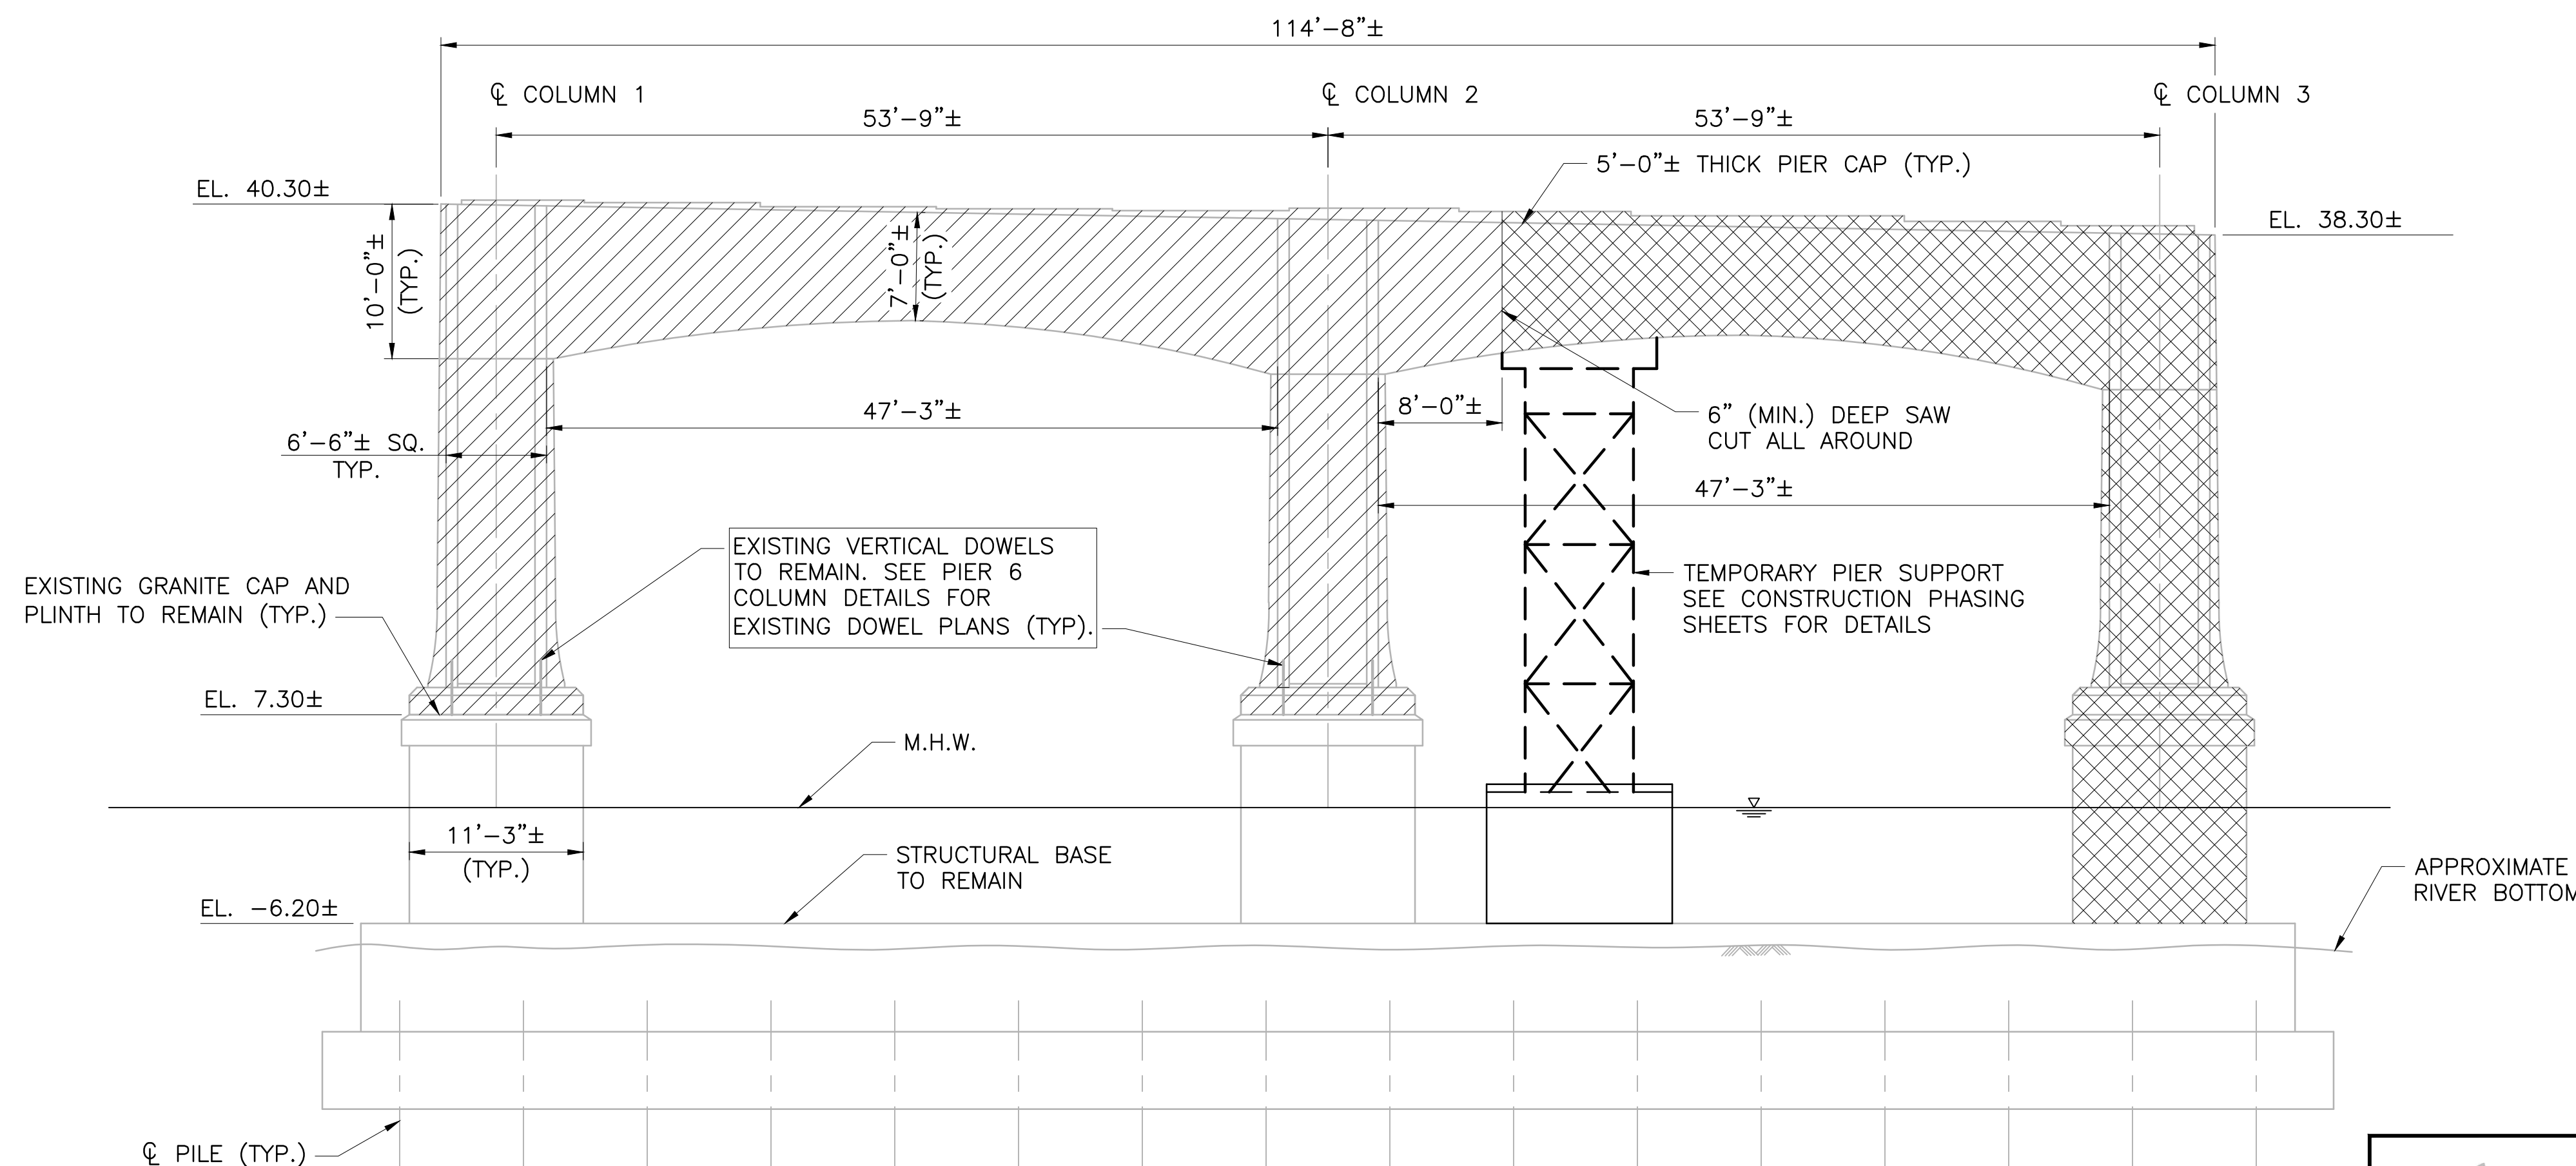 114'-8"±
℄ COLUMN 1
℄ COLUMN 2
℄ COLUMN 3
53'-9"±
53'-9"±
5'-0"± THICK PIER CAP (TYP.)
EL. 40.30±
EL. 38.30±
10'-0"±
(TYP.)
7'-0"±
(TYP.)
47'-3"±
8'-0"±
6" (MIN.) DEEP SAW
CUT ALL AROUND
6'-6"± SQ.
TYP.
47'-3"±
EXISTING VERTICAL DOWELS
TO REMAIN. SEE PIER 6
COLUMN DETAILS FOR
EXISTING DOWEL PLANS (TYP).
EXISTING GRANITE CAP AND
PLINTH TO REMAIN (TYP.)
TEMPORARY PIER SUPPORT
SEE CONSTRUCTION PHASING
SHEETS FOR DETAILS
EL. 7.30±
M.H.W.
11'-3"±
(TYP.)
STRUCTURAL BASE
TO REMAIN
APPROXIMATE
RIVER BOTTOM
EL. -6.20±
℄ PILE (TYP.)